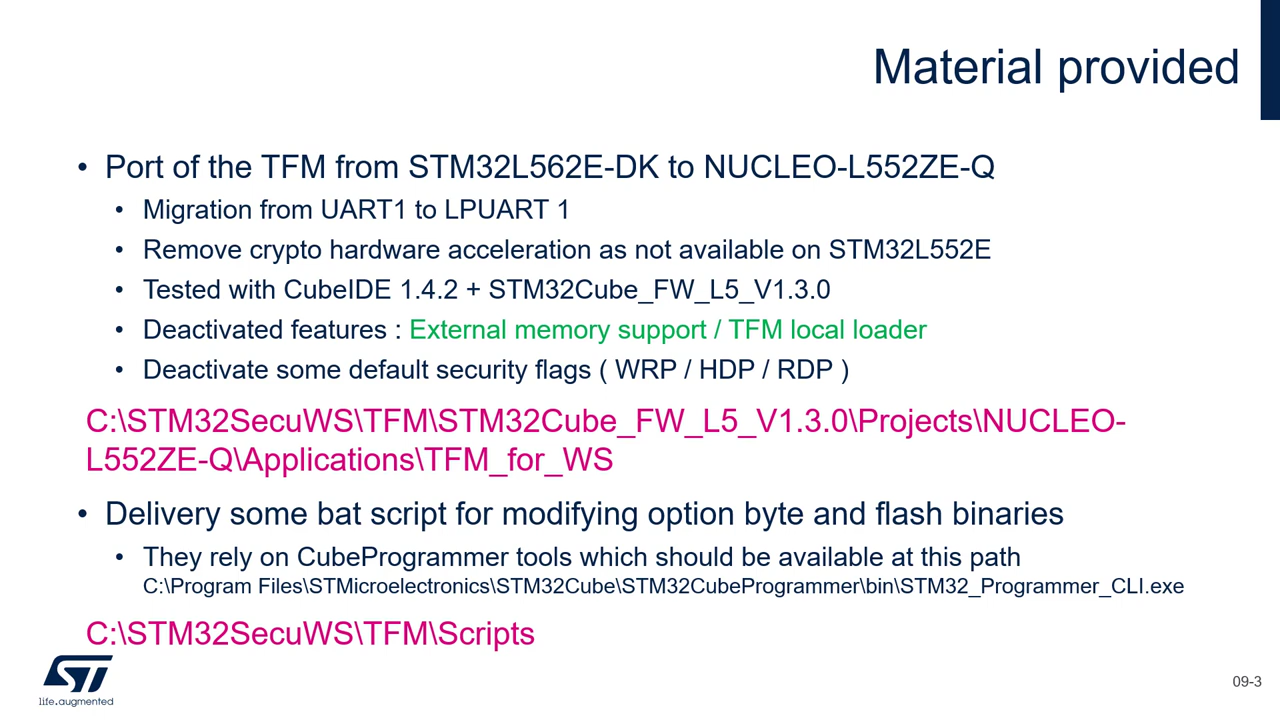 Material provided
• Port of the TFM from STM32L562E-DK to NUCLEO-L552ZE-Q
• Migration from UART1 to LPUART 1
• Remove crypto hardware acceleration as not available on STM32L552E
• Tested with CubeIDE 1.4.2 + STM32Cube_FW_L5_V1.3.0
• Deactivated features : External memory support / TFM local loader
• Deactivate some default security flags ( WRP / HDP / RDP )
C:\STM32SecuWS\TFM\STM32Cube_FW_L5_V1.3.0\Projects\NUCLEO-
L552ZE-Q\Applications\TFM_for_WS
• Delivery some bat script for modifying option byte and flash binaries
• They rely on CubeProgrammer tools which should be available at this path
C:\Program Files\STMicroelectronics\STM32Cube\STM32CubeProgrammer\bin\STM32_Programmer_CLI.exe
C:\STM32SecuWS\TFM\Scripts
ST
life.augmented
09-3